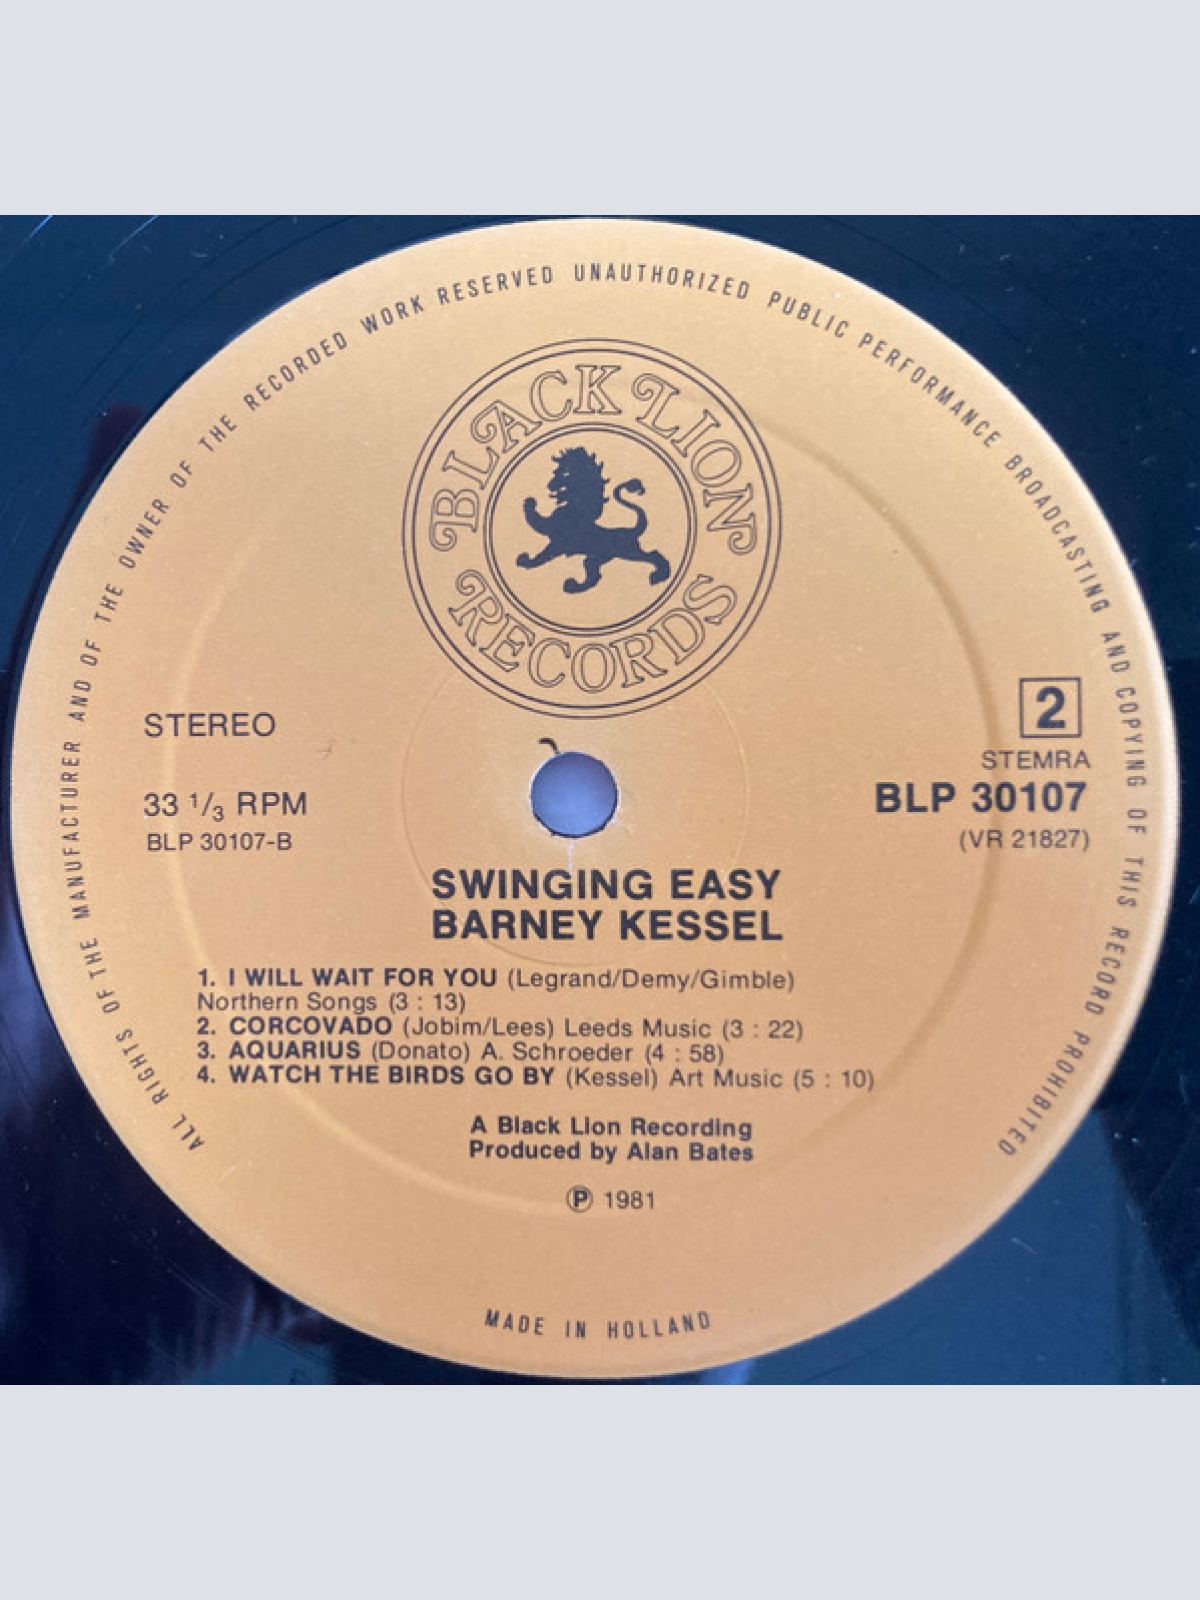 ALL RIGHTS OF THE MANUFACTURER AND OF THE OWNER OF THE RECORDED WORK RESERVED UNAUTHORIZED PUBLIC PERFORMANCE BROADCASTING AND COPYING OF THIS RECORD PROHIBITED
BLACK LION
RECORDS
STEREO
2
STEMRA
33 1/3 RPM
BLP 30107
BLP 30107-B
(VR 21827)
SWINGING EASY
BARNEY KESSEL
1. I WILL WAIT FOR YOU (Legrand/Demy/Gimble)
Northern Songs (3 : 13)
2. CORCOVADO (Jobim/Lees) Leeds Music (3 : 22)
3. AQUARIUS (Donato) A. Schroeder (4 : 58)
4. WATCH THE BIRDS GO BY (Kessel) Art Music (5 : 10)
A Black Lion Recording
Produced by Alan Bates
Ⓟ 1981
MADE IN HOLLAND